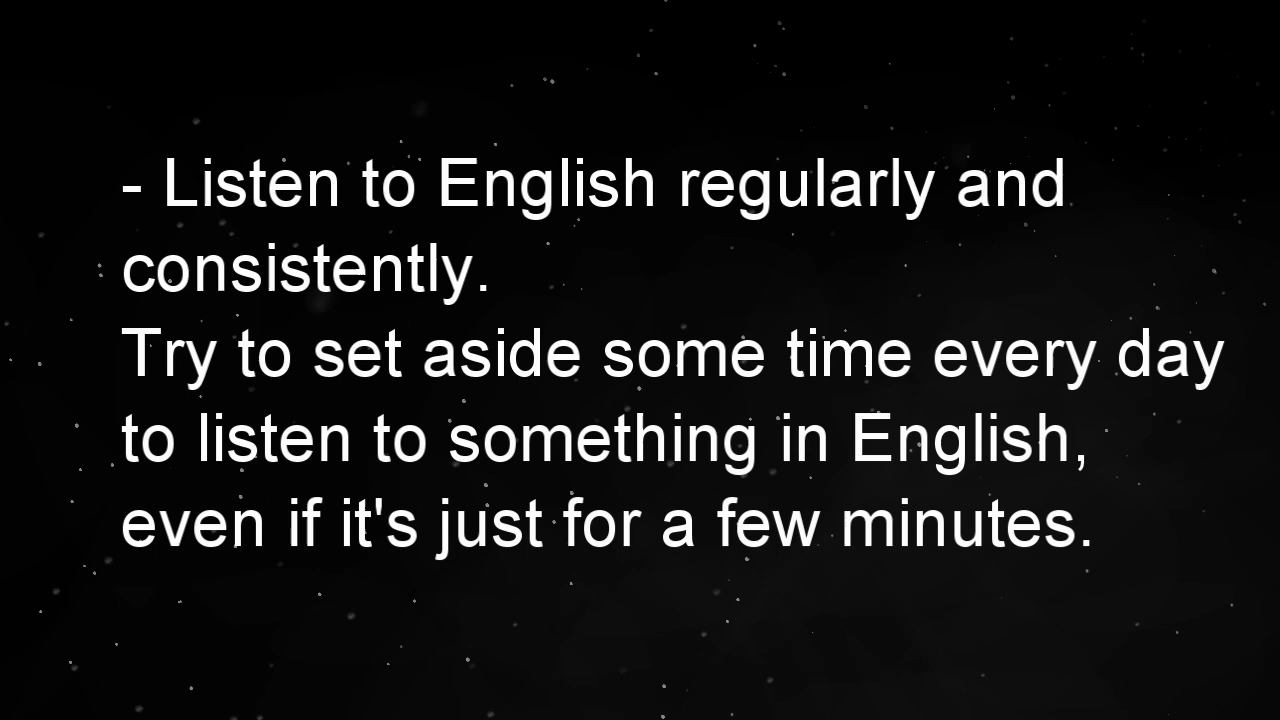 - Listen to English regularly and
consistently.
Try to set aside some time every day
to listen to something in English,
even if it's just for a few minutes.